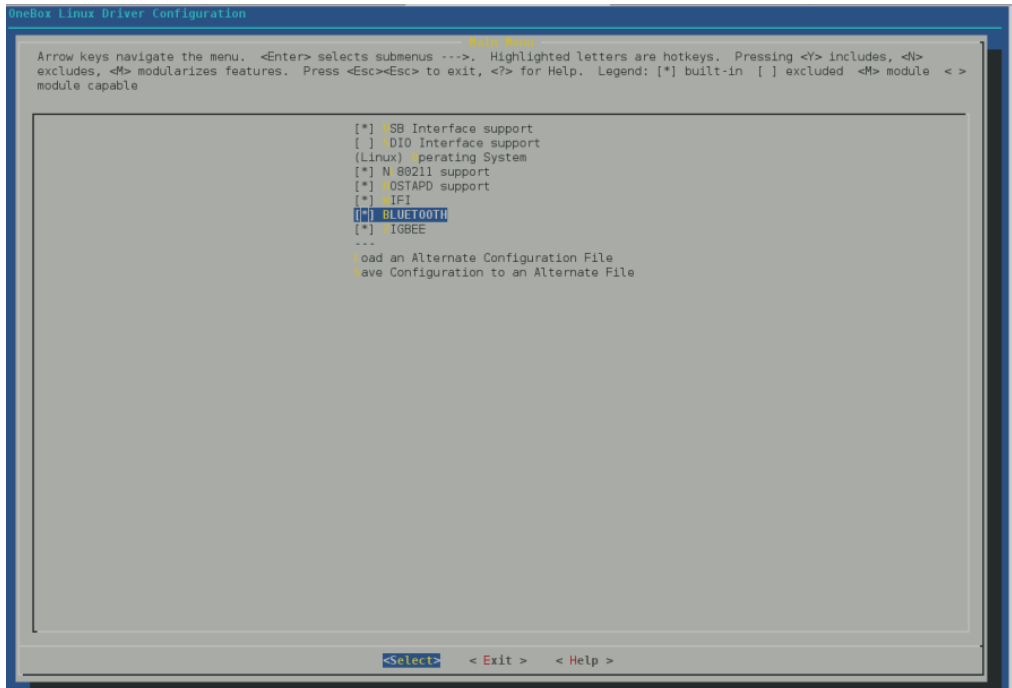 OneBox Linux Driver Configuration
Main Menu
Arrow keys navigate the menu.  <Enter> selects submenus --->.  Highlighted letters are hotkeys.  Pressing <Y> includes, <N>
excludes, <M> modularizes features.  Press <Esc><Esc> to exit, <?> for Help.  Legend: [*] built-in  [ ] excluded  <M> module  < >
module capable
[*] USB Interface support
[ ] SDIO Interface support
(Linux) Operating System
[*] Nl80211 support
[*] HOSTAPD support
[*] WIFI
[*] BLUETOOTH
[*] ZIGBEE
---
Load an Alternate Configuration File
Save Configuration to an Alternate File
<Select>    < Exit >    < Help >